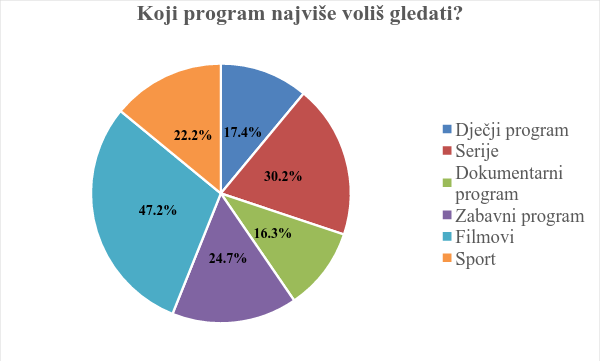 Koji program najviše voliš gledati?
17.4%
30.2%
16.3%
24.7%
47.2%
22.2%
Dječji program
Serije
Dokumentarni
program
Zabavni program
Filmovi
Sport